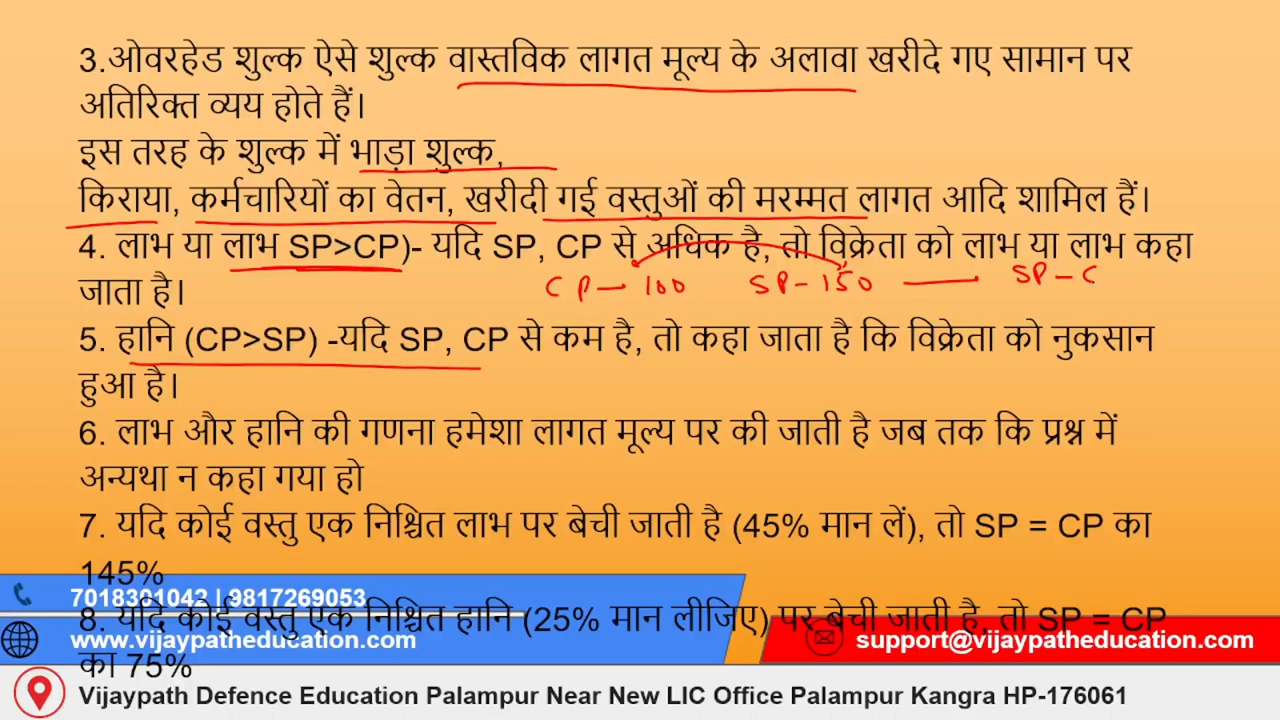 3.ओवरहेड शुल्क ऐसे शुल्क वास्तविक लागत मूल्य के अलावा खरीदे गए सामान पर
अतिरिक्त व्यय होते हैं।
इस तरह के शुल्क में भाड़ा शुल्क,
किराया, कर्मचारियों का वेतन, खरीदी गई वस्तुओं की मरम्मत लागत आदि शामिल हैं।
4. लाभ या लाभ SP>CP)- यदि SP, CP से अधिक है, तो विक्रेता को लाभ या लाभ कहा
CP - 100 SP - 150 SP - C
जाता है।
5. हानि (CP>SP) -यदि SP, CP से कम है, तो कहा जाता है कि विक्रेता को नुकसान
हुआ है।
6. लाभ और हानि की गणना हमेशा लागत मूल्य पर की जाती है जब तक कि प्रश्न में
अन्यथा न कहा गया हो
7. यदि कोई वस्तु एक निश्चित लाभ पर बेची जाती है (45% मान लें), तो SP = CP का
145%
7018301042 | 9817269053
8. यदि कोई वस्तु एक निश्चित हानि (25% मान लीजिए) पर बेची जाती है, तो SP = CP
www.vijaypatheducation.com support@vijaypatheducation.com
का 75%
Vijaypath Defence Education Palampur Near New LIC Office Palampur Kangra HP-176061